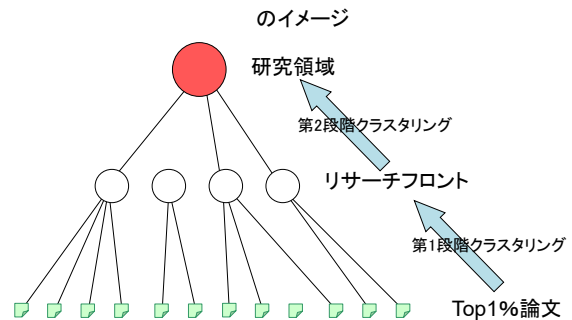 のイメージ
研究領域
第2段階クラスタリング
リサーチフロント
第1段階クラスタリング
Top1%論文